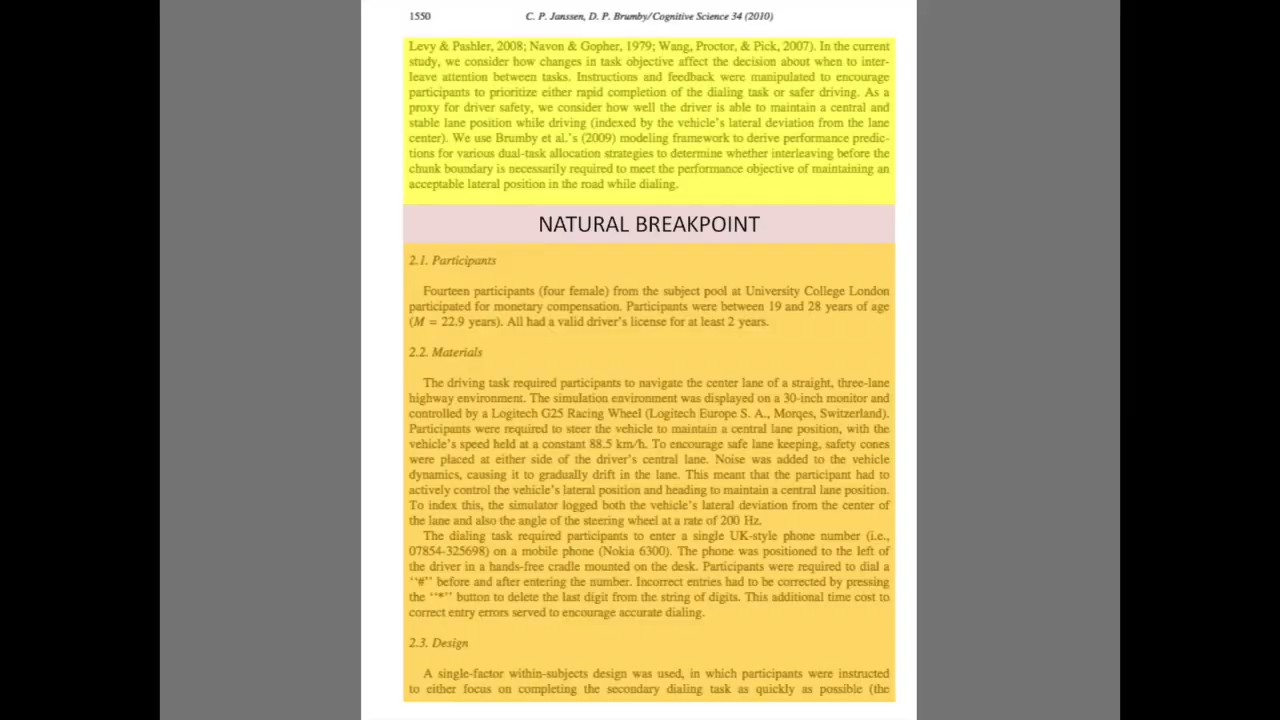 1550 C. P. Janssen, D. P. Brumby/Cognitive Science 34 (2010)
Levy & Pashler, 2008; Navon & Gopher, 1979; Wang, Proctor, & Pick, 2007). In the current
study, we consider how changes in task objective affect the decision about when to inter-
leave attention between tasks. Instructions and feedback were manipulated to encourage
participants to prioritize either rapid completion of the dialing task or safer driving. As a
proxy for driver safety, we consider how well the driver is able to maintain a central and
stable lane position while driving (indexed by the vehicle's lateral deviation from the lane
center). We use Brumby et al.'s (2009) modeling framework to derive performance predic-
tions for various dual-task allocation strategies to determine whether interleaving before the
chunk boundary is necessarily required to meet the performance objective of maintaining an
acceptable lateral position in the road while dialing.
NATURAL BREAKPOINT
2.1. Participants
Fourteen participants (four female) from the subject pool at University College London
participated for monetary compensation. Participants were between 19 and 28 years of age
(M = 22.9 years). All had a valid driver's license for at least 2 years.
2.2. Materials
The driving task required participants to navigate the center lane of a straight, three-lane
highway environment. The simulation environment was displayed on a 30-inch monitor and
controlled by a Logitech G25 Racing Wheel (Logitech Europe S. A., Morges, Switzerland).
Participants were required to steer the vehicle to maintain a central lane position, with the
vehicle's speed held at a constant 88.5 km/h. To encourage safe lane keeping, safety cones
were placed at either side of the driver's central lane. Noise was added to the vehicle
dynamics, causing it to gradually drift in the lane. This meant that the participant had to
actively control the vehicle's lateral position and heading to maintain a central lane position.
To index this, the simulator logged both the vehicle's lateral deviation from the center of
the lane and also the angle of the steering wheel at a rate of 200 Hz.
The dialing task required participants to enter a single UK-style phone number (i.e.,
07854-325698) on a mobile phone (Nokia 6300). The phone was positioned to the left of
the driver in a hands-free cradle mounted on the desk. Participants were required to dial a
''#'' before and after entering the number. Incorrect entries had to be corrected by pressing
the ''*'' button to delete the last digit from the string of digits. This additional time cost to
correct entry errors served to encourage accurate dialing.
2.3. Design
A single-factor within-subjects design was used, in which participants were instructed
to either focus on completing the secondary dialing task as quickly as possible (the